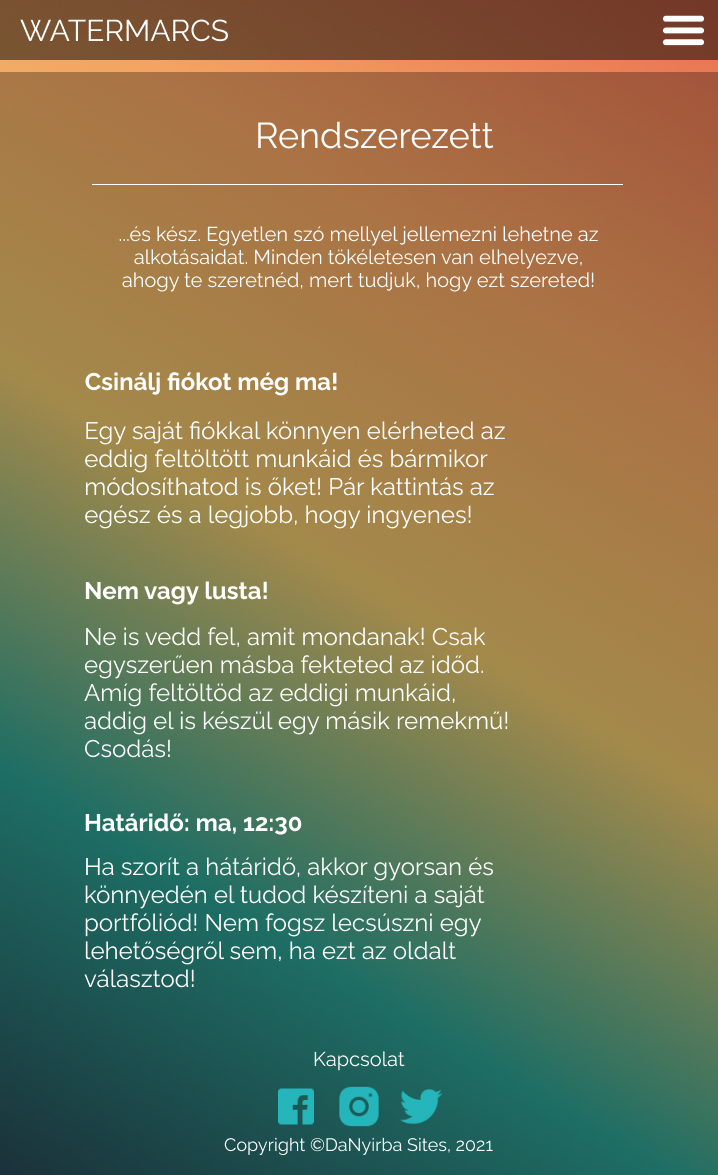 WATERMARCS
Rendszerezett
...és kész. Egyetlen szó mellyel jellemezni lehetne az
alkotásaidat. Minden tökéletesen van elhelyezve,
ahogy te szeretnéd, mert tudjuk, hogy ezt szereted!
Csinálj fiókot még ma!
Egy saját fiókkal könnyen elérheted az
eddig feltöltött munkáid és bármikor
módosíthatod is őket! Pár kattintás az
egész és a legjobb, hogy ingyenes!
Nem vagy lusta!
Ne is vedd fel, amit mondanak! Csak
egyszerűen másba fekteted az időd.
Amíg feltöltöd az eddigi munkáid,
addig el is készül egy másik remekmű!
Csodás!
Határidő: ma, 12:30
Ha szorít a hátáridő, akkor gyorsan és
könnyedén el tudod készíteni a saját
portfóliód! Nem fogsz lecsúszni egy
lehetőségről sem, ha ezt az oldalt
választod!
Kapcsolat
Copyright ©DaNyirba Sites, 2021